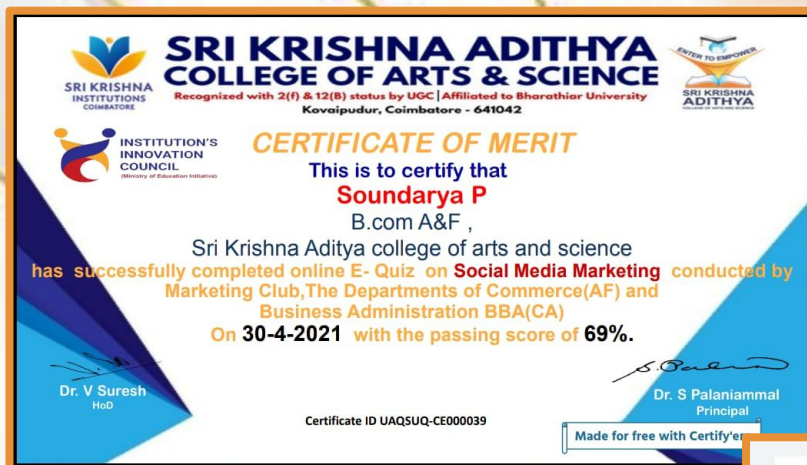 SRI KRISHNA ADITHYA
COLLEGE OF ARTS & SCIENCE
Recognized with 2(f) & 12(B) status by UGC | Affiliated to Bharathiar University
Kovaipudur, Coimbatore - 641042
SRI KRISHNA
INSTITUTIONS
COIMBATORE
ENTER TO EMPOWER
SRI KRISHNA
ADITHYA
COLLEGE OF ARTS AND SCIENCE
INSTITUTION'S
INNOVATION
COUNCIL
(Ministry of Education Initiative)
CERTIFICATE OF MERIT
This is to certify that
Soundarya P
B.com A&F ,
Sri Krishna Aditya college of arts and science
has successfully completed online E- Quiz on Social Media Marketing conducted by
Marketing Club,The Departments of Commerce(AF) and
Business Administration BBA(CA)
On 30-4-2021 with the passing score of 69%.
Dr. V Suresh
HoD
Dr. S Palaniammal
Principal
Certificate ID UAQSUQ-CE000039
Made for free with Certify'em